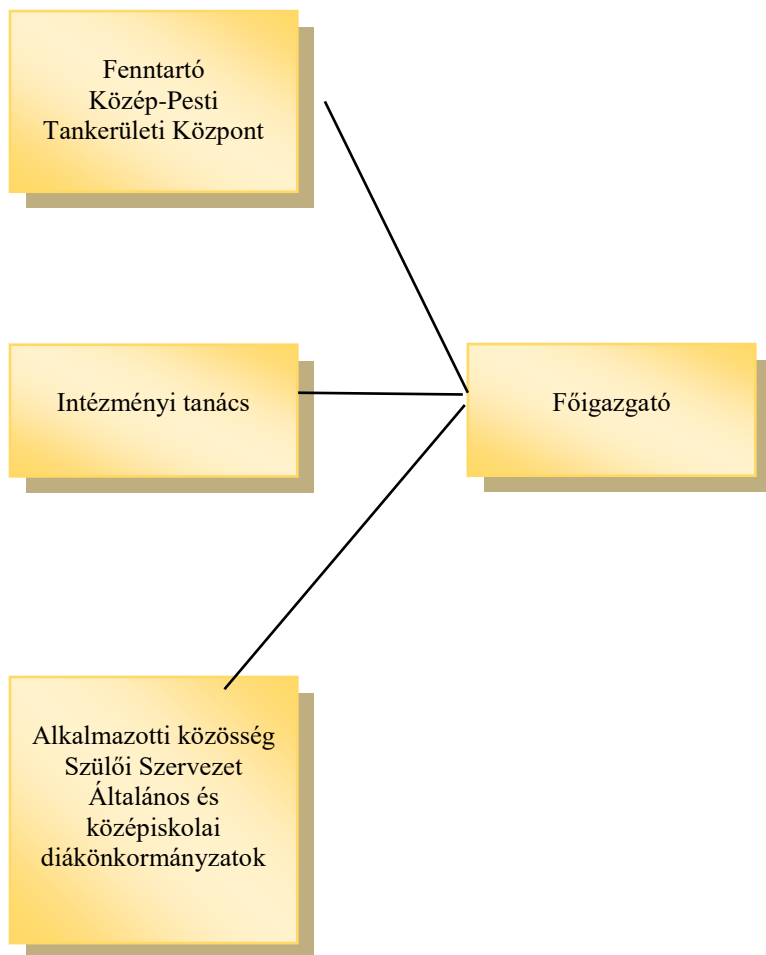 Fenntartó
Közép-Pesti
Tankerületi Központ
Intézményi tanács
Főigazgató
Alkalmazotti közösség
Szülői Szervezet
Általános és
középiskolai
diákönkormányzatok